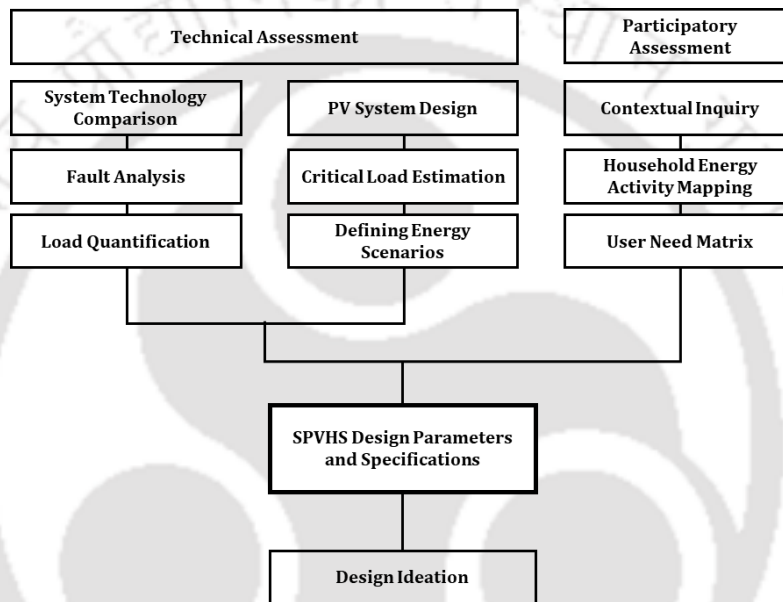 Technical Assessment
Participatory
Assessment
System Technology
Comparison
PV System Design
Contextual Inquiry
Fault Analysis
Critical Load Estimation
Household Energy
Activity Mapping
Load Quantification
Defining Energy
Scenarios
User Need Matrix
SPVHS Design Parameters
and Specifications
Design Ideation